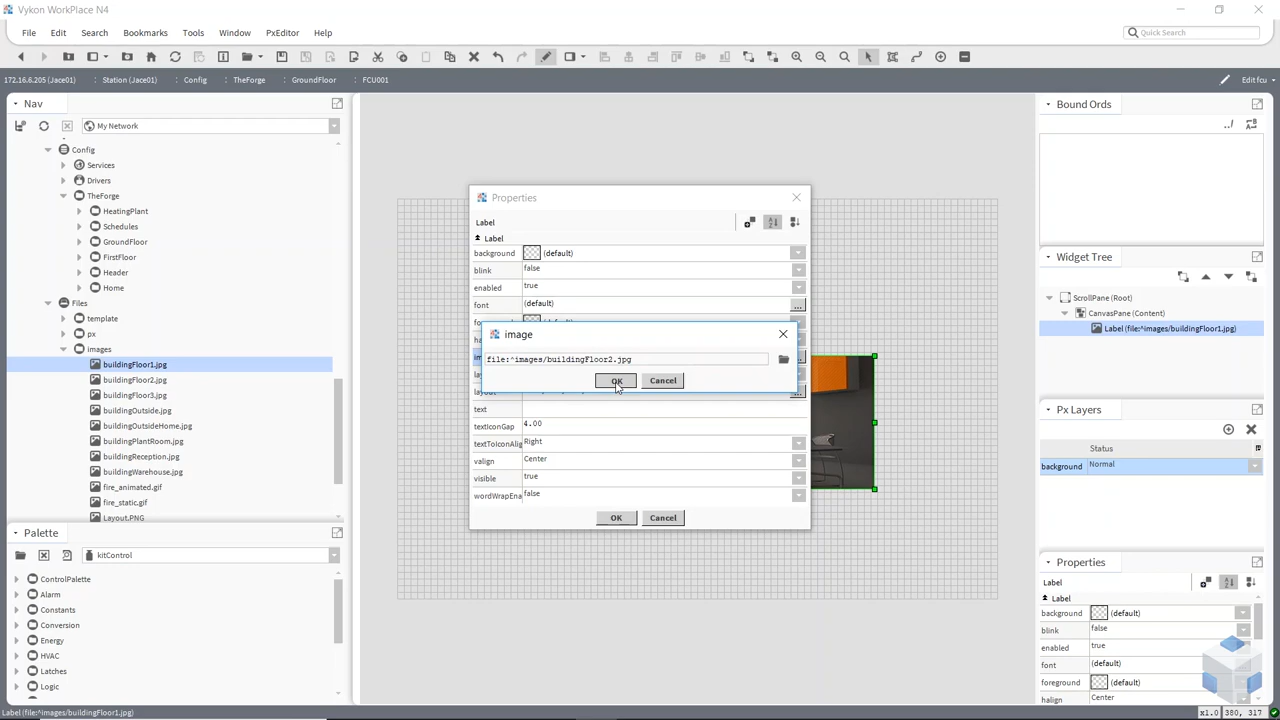 Vykon WorkPlace N4
File Edit Search Bookmarks Tools Window PxEditor Help
Quick Search
172.16.6.205 (Jace01) : Station (Jace01) : Config : TheForge : GroundFloor : FCU001
Edit fcu
Nav
My Network
Config
Services
Drivers
TheForge
HeatingPlant
Schedules
GroundFloor
FirstFloor
Header
Home
Files
template
px
images
buildingFloor1.jpg
buildingFloor2.jpg
buildingFloor3.jpg
buildingOutside.jpg
buildingOutsideHome.jpg
buildingPlantRoom.jpg
buildingReception.jpg
buildingWarehouse.jpg
fire_animated.gif
fire_static.gif
Layout.PNG
Palette
kitControl
ControlPalette
Alarm
Constants
Conversion
Energy
HVAC
Latches
Logic
Label (file:^images/buildingFloor1.jpg)
Properties
Label
Label
background (default)
blink false
enabled true
font (default)
image
file:^images/buildingFloor2.jpg
OK Cancel
layout
text
textIconGap 4.00
textToIconAlig Right
valign Center
visible true
wordWrapEna false
OK Cancel
Bound Ords
Widget Tree
ScrollPane (Root)
CanvasPane (Content)
Label (file:^images/buildingFloor1.jpg)
Px Layers
Status
background Normal
Properties
Label
Label
background (default)
blink false
enabled true
font (default)
foreground (default)
halign Center
x1.0 380, 317